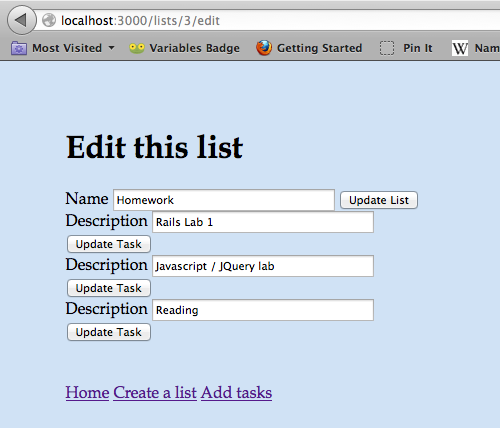 localhost:3000/lists/3/edit
Most Visited Variables Badge Getting Started Pin It W Nam
Edit this list
Name Homework Update List
Description Rails Lab 1
Update Task
Description Javascript / JQuery lab
Update Task
Description Reading
Update Task
Home Create a list Add tasks